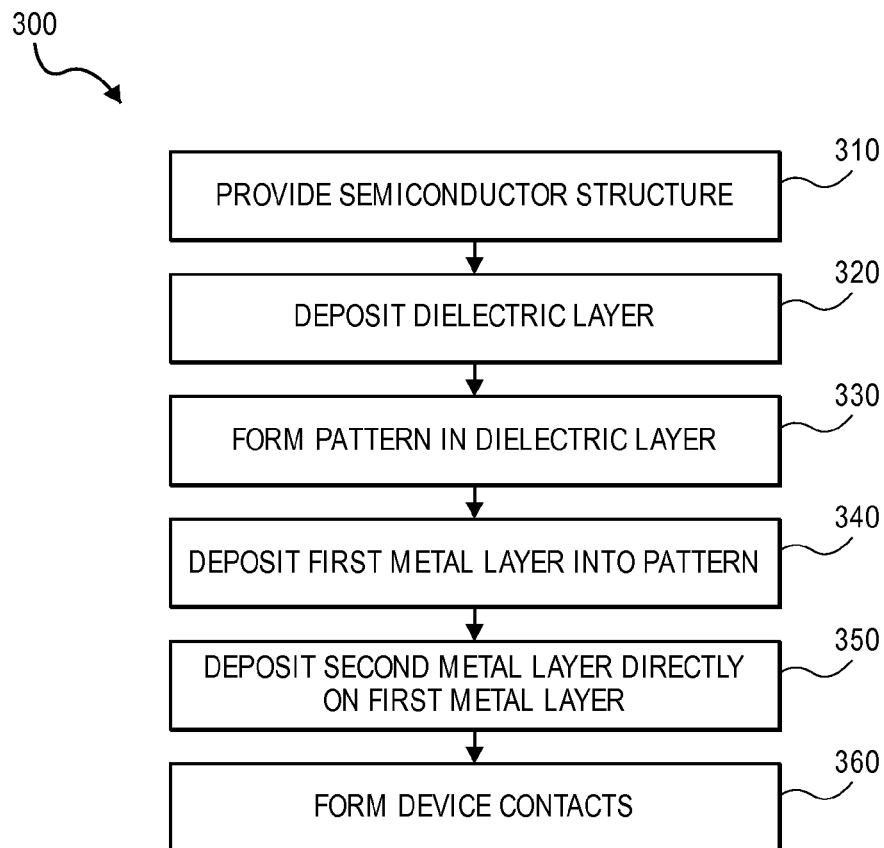 300
310
PROVIDE SEMICONDUCTOR STRUCTURE
320
DEPOSIT DIELECTRIC LAYER
330
FORM PATTERN IN DIELECTRIC LAYER
340
DEPOSIT FIRST METAL LAYER INTO PATTERN
350
DEPOSIT SECOND METAL LAYER DIRECTLY
ON FIRST METAL LAYER
360
FORM DEVICE CONTACTS